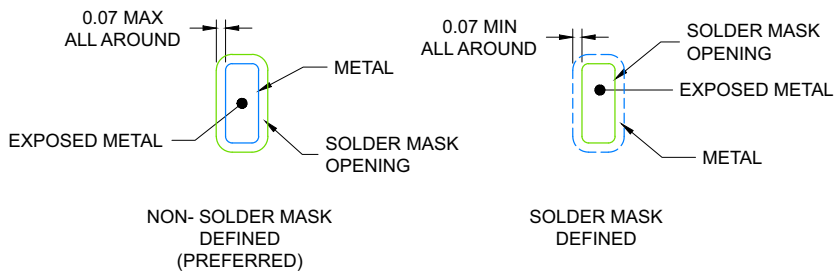 0.07 MAX
ALL AROUND
METAL
EXPOSED METAL
SOLDER MASK
OPENING
NON- SOLDER MASK
DEFINED
(PREFERRED)
0.07 MIN
ALL AROUND
SOLDER MASK
OPENING
EXPOSED METAL
METAL
SOLDER MASK
DEFINED